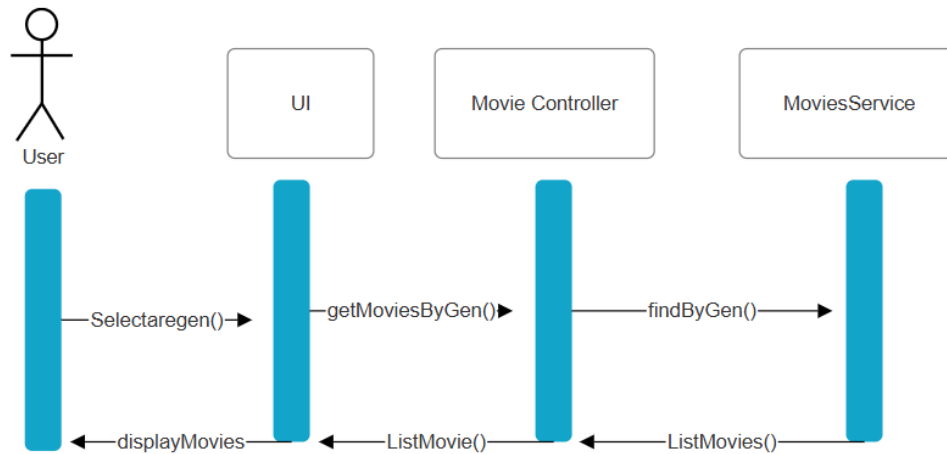 UI
Movie Controller
MoviesService
User
Selectaregen()
getMoviesByGen()
findByGen()
displayMovies
ListMovie()
ListMovies()